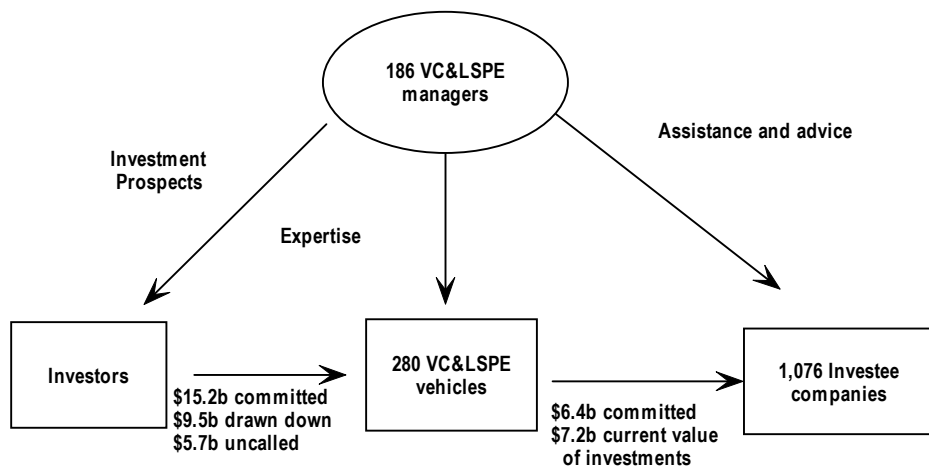 186 VC&LSPE
managers
Assistance and advice
Investment
Prospects
Expertise
Investors
280 VC&LSPE
vehicles
1,076 Investee
companies
$15.2b committed
$9.5b drawn down
$5.7b uncalled
$6.4b committed
$7.2b current value
of investments